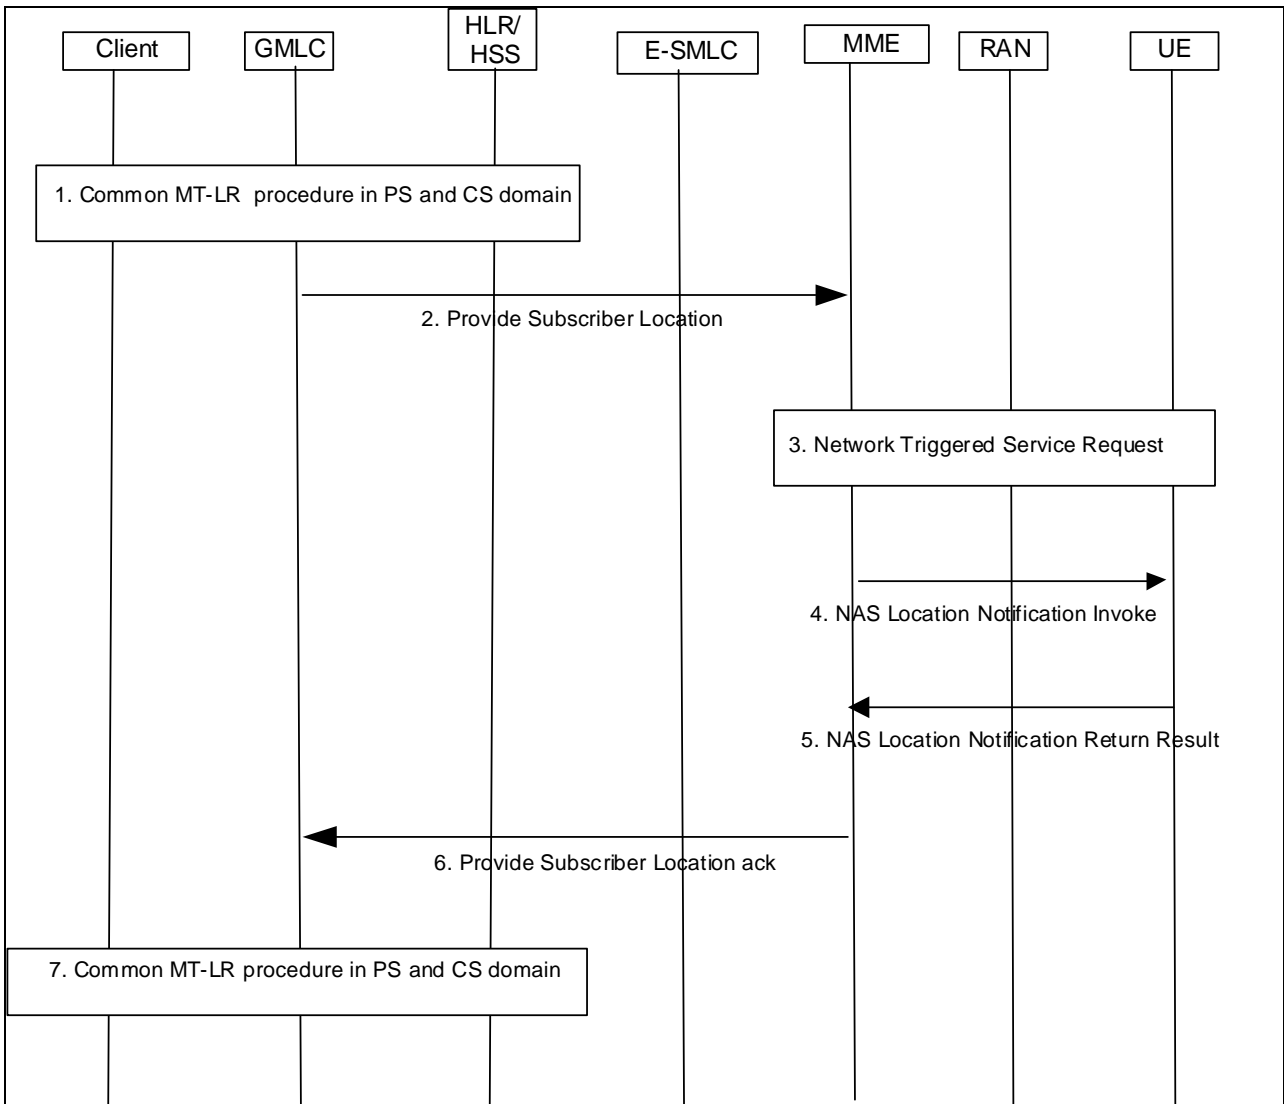 Client
GMLC
HLR/
HSS
E-SMLC
MME
RAN
UE
1. Common MT-LR procedure in PS and CS domain
2. Provide Subscriber Location
3. Network Triggered Service Request
4. NAS Location Notification Invoke
5. NAS Location Notification Return Result
6. Provide Subscriber Location ack
7. Common MT-LR procedure in PS and CS domain